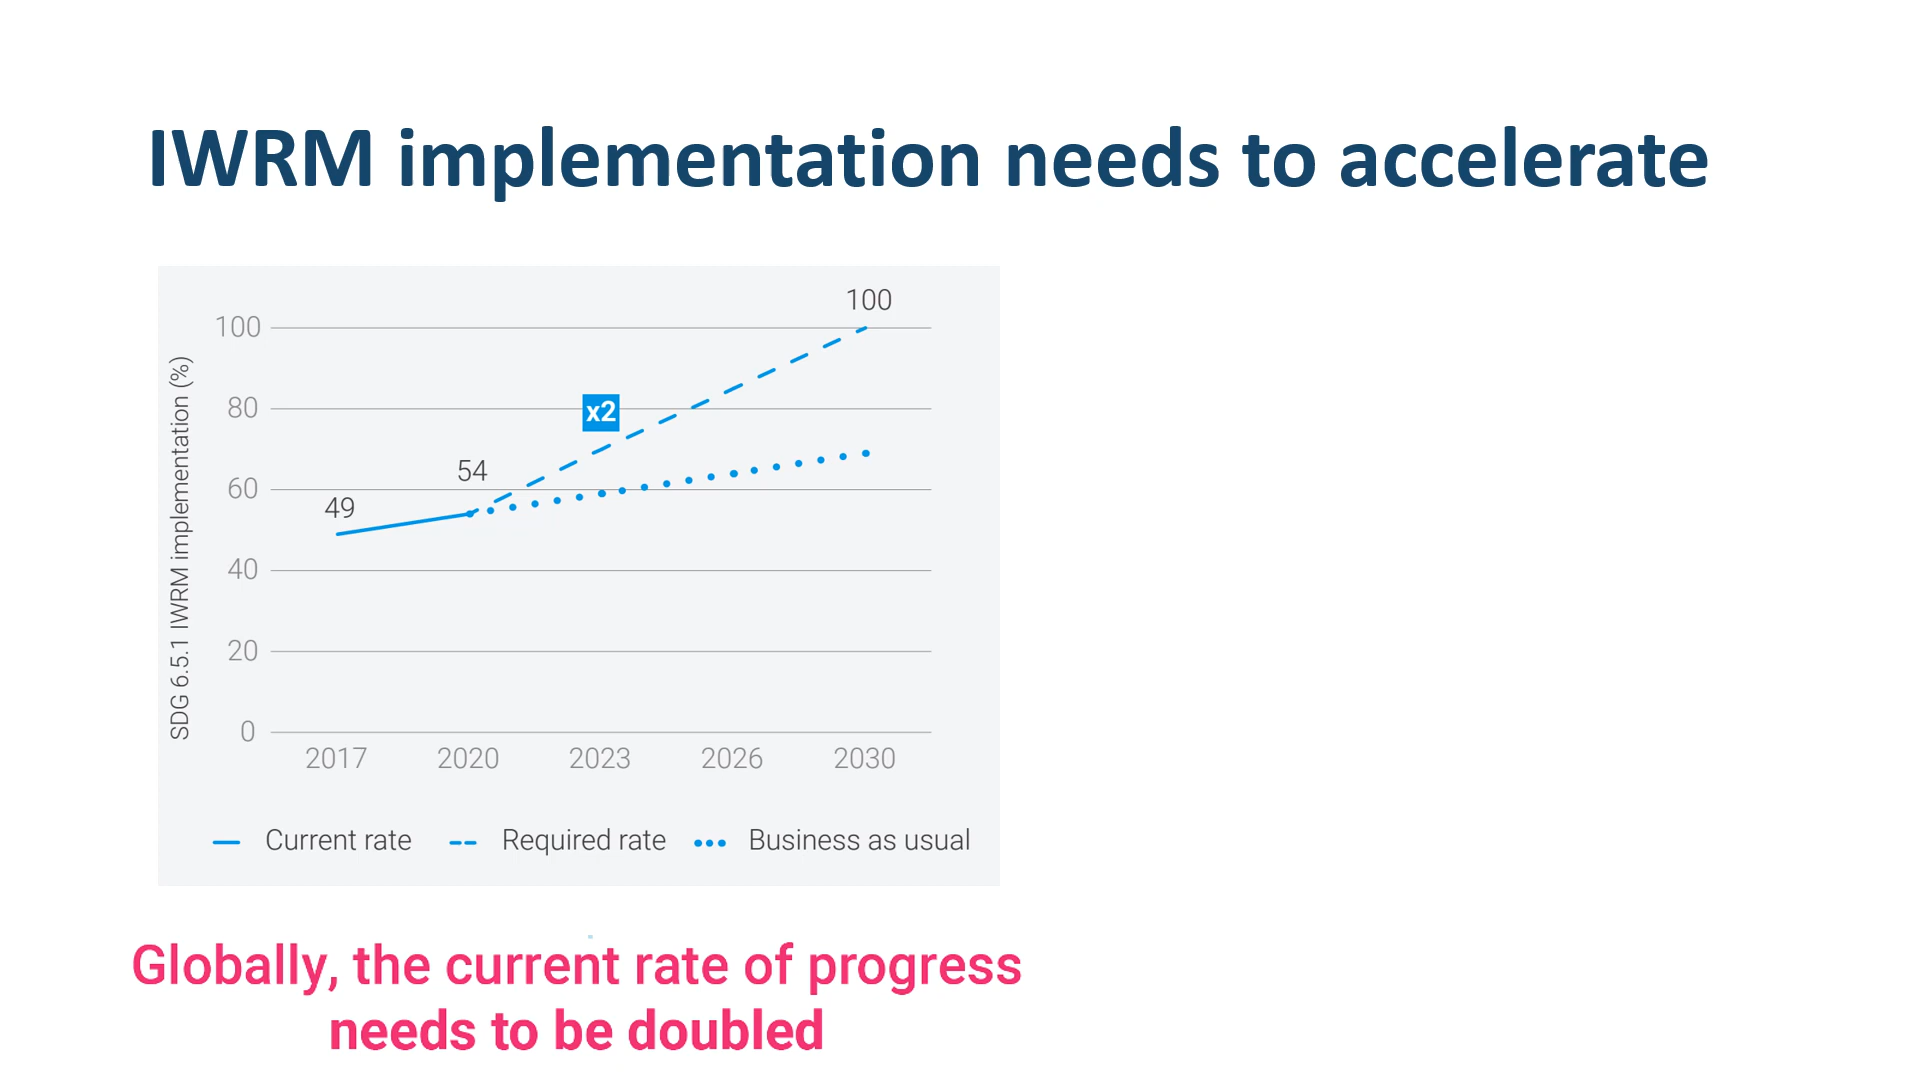 IWRM implementation needs to accelerate
SDG 6.5.1 IWRM implementation (%)
100
80
60
40
20
0
49
54
x2
100
2017 2020 2023 2026 2030
Current rate Required rate Business as usual
Globally, the current rate of progress
needs to be doubled